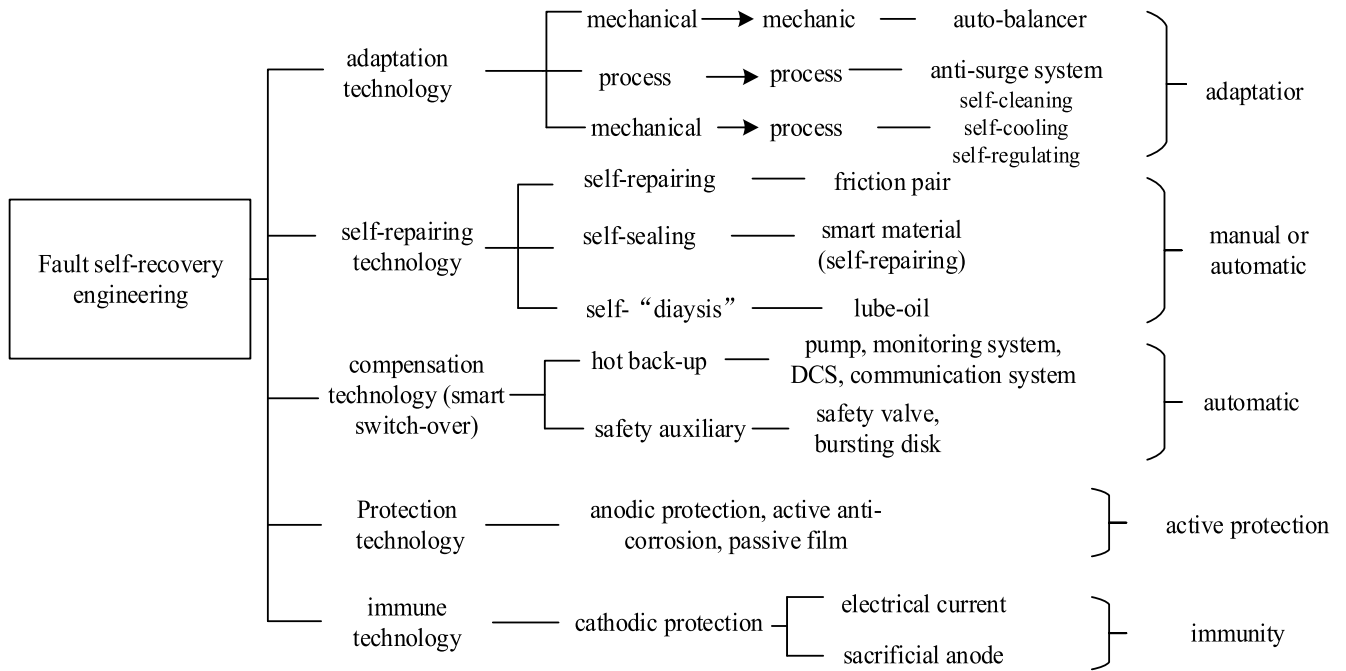 Fault self-recovery
engineering
adaptation
technology
mechanical
mechanic
auto-balancer
process
process
anti-surge system
mechanical
process
self-cleaning
self-cooling
self-regulating
adaptatior
self-repairing
technology
self-repairing
friction pair
self-sealing
smart material
(self-repairing)
self-“diaysis”
lube-oil
manual or
automatic
compensation
technology (smart
switch-over)
hot back-up
pump, monitoring system,
DCS, communication system
safety auxiliary
safety valve,
bursting disk
automatic
Protection
technology
anodic protection, active anti-
corrosion, passive film
active protection
immune
technology
cathodic protection
electrical current
sacrificial anode
immunity